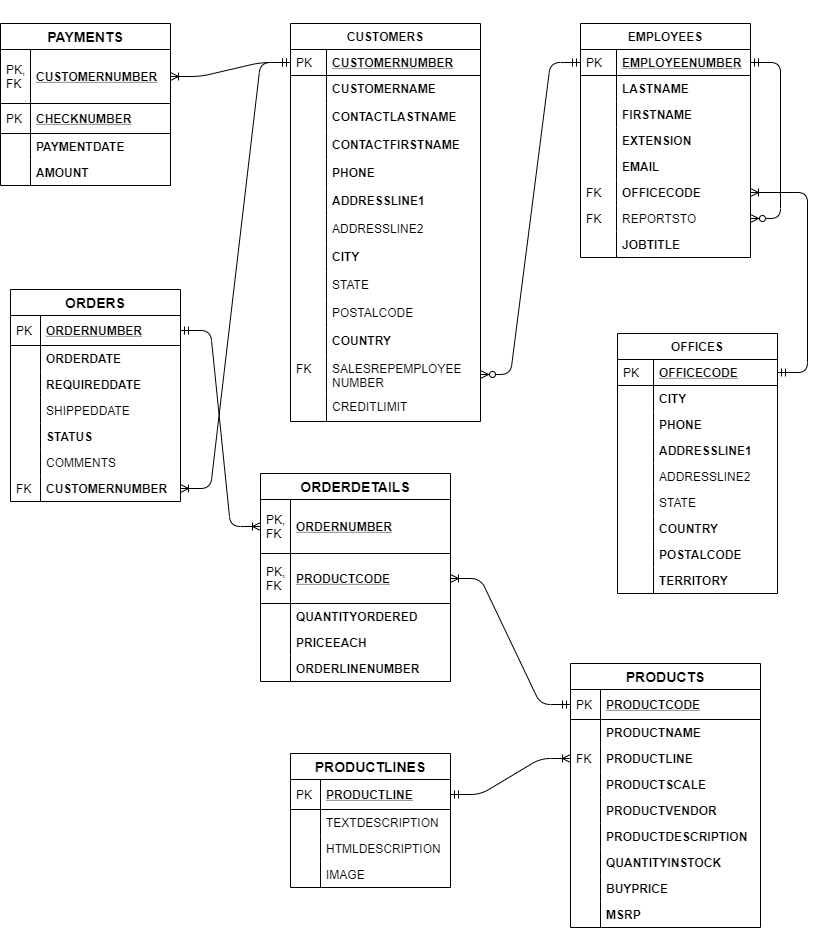 PAYMENTS
PK,
FK
CUSTOMERNUMBER
PK CHECKNUMBER
PAYMENTDATE
AMOUNT
CUSTOMERS
PK CUSTOMERNUMBER
CUSTOMERNAME
CONTACTLASTNAME
CONTACTFIRSTNAME
PHONE
ADDRESSLINE1
ADDRESSLINE2
CITY
STATE
POSTALCODE
COUNTRY
FK SALESREPEMPLOYEE
NUMBER
CREDITLIMIT
EMPLOYEES
PK EMPLOYEENUMBER
LASTNAME
FIRSTNAME
EXTENSION
EMAIL
FK OFFICECODE
FK REPORTSTO
JOBTITLE
ORDERS
PK ORDERNUMBER
ORDERDATE
REQUIREDDATE
SHIPPEDDATE
STATUS
COMMENTS
FK CUSTOMERNUMBER
OFFICES
PK OFFICECODE
CITY
PHONE
ADDRESSLINE1
ADDRESSLINE2
STATE
COUNTRY
POSTALCODE
TERRITORY
ORDERDETAILS
PK,
FK
ORDERNUMBER
PK,
FK
PRODUCTCODE
QUANTITYORDERED
PRICEEACH
ORDERLINENUMBER
PRODUCTS
PK PRODUCTCODE
PRODUCTNAME
FK PRODUCTLINE
PRODUCTSCALE
PRODUCTVENDOR
PRODUCTDESCRIPTION
QUANTITYINSTOCK
BUYPRICE
MSRP
PRODUCTLINES
PK PRODUCTLINE
TEXTDESCRIPTION
HTMLDESCRIPTION
IMAGE